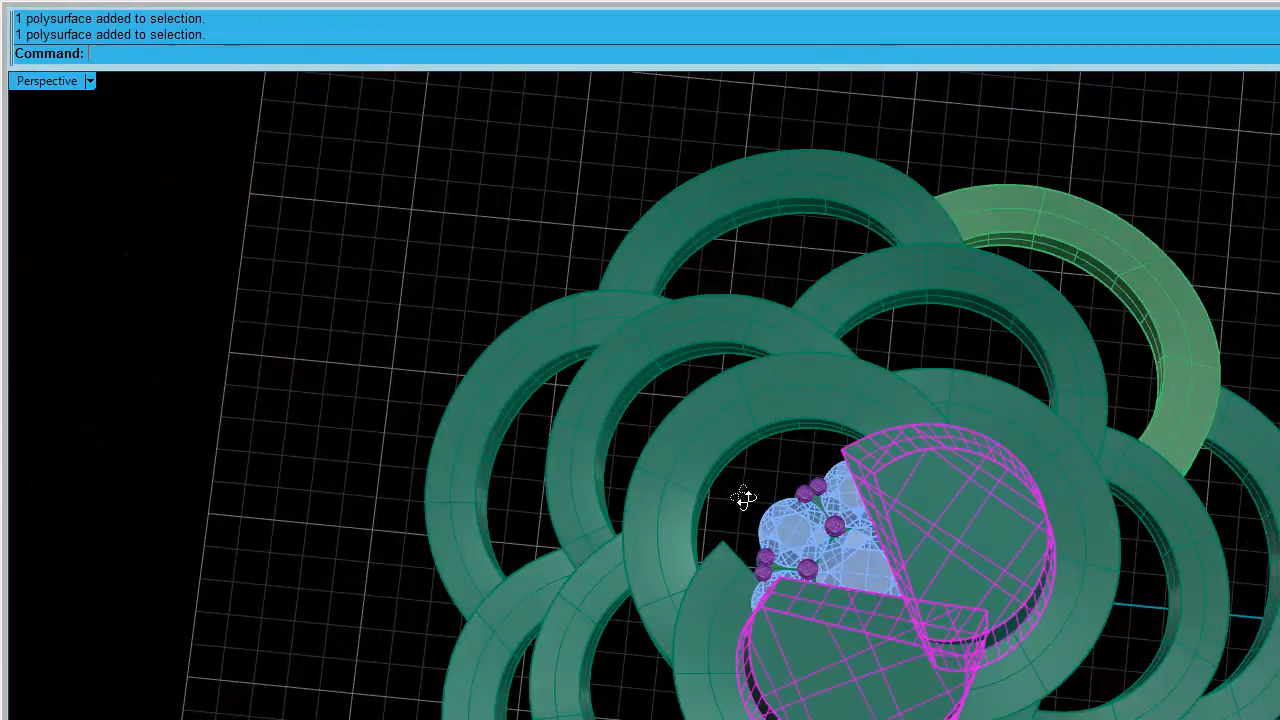 1 polysurface added to selection.
1 polysurface added to selection.
Command:
Perspective